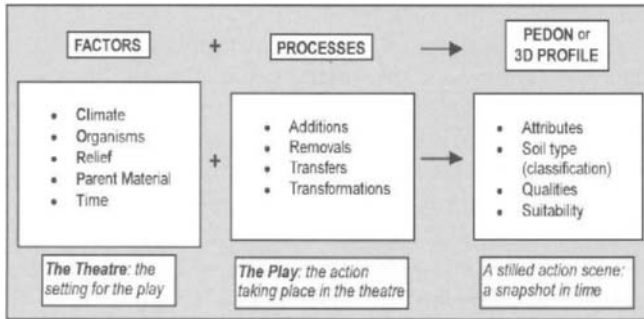 FACTORS
+
PROCESSES
PEDON or
3D PROFILE
• Climate
• Organisms
• Relief
• Parent Material
• Time
+
• Additions
• Removals
• Transfers
• Transformations
• Attributes
• Soil type
(classification)
• Qualities
• Suitability
The Theatre: the
setting for the play
The Play: the action
taking place in the theatre
A stilled action scene:
a snapshot in time